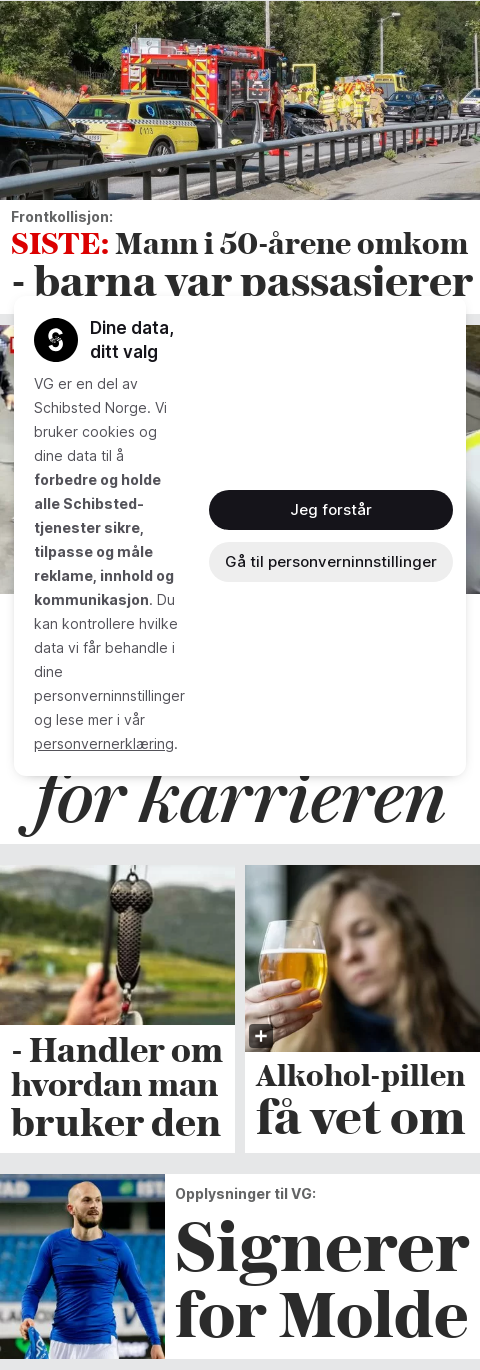 Frontkollisjon:
SISTE: Mann i 50-årene omkom
- barna var passasjerer
Dine data,
ditt valg
VG er en del av
Schibsted Norge. Vi
bruker cookies og
dine data til å
forbedre og holde
alle Schibsted-
tjenester sikre,
tilpasse og måle
reklame, innhold og
kommunikasjon. Du
kan kontrollere hvilke
data vi får behandle i
dine
personverninnstillinger
og lese mer i vår
personvernerklæring.
Jeg forstår
Gå til personverninnstillinger
for karrieren
- Handler om
hvordan man
bruker den
Alkohol-pillen
få vet om
Opplysninger til VG:
Signerer
for Molde